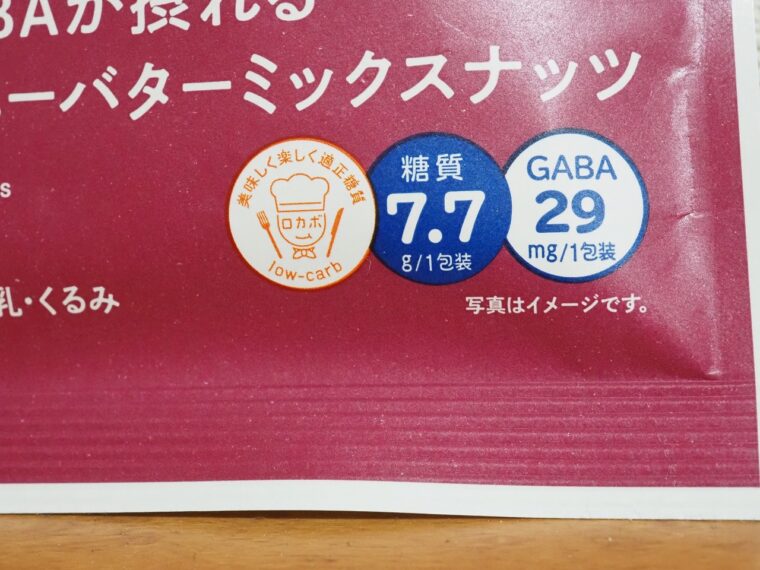 BAが摂れる
ーバターミックスナッツ
s
美味しく楽しく適正糖質
ロカボ
low-carb
糖質
7.7
g/1包装
GABA
29
mg/1包装
乳・くるみ
写真はイメージです。